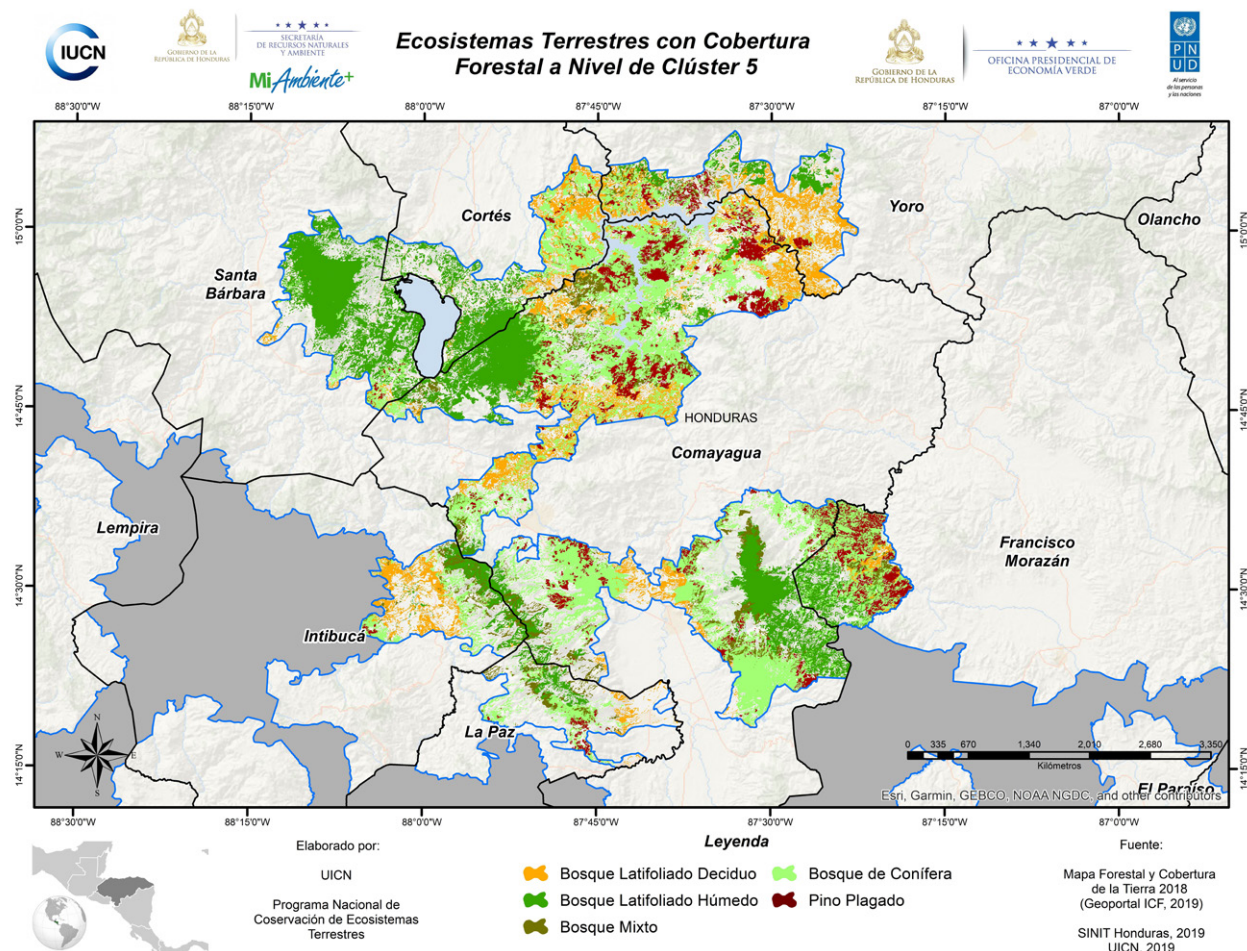 IUCN
GOBIERNO DE LA
REPÚBLICA DE HONDURAS
SECRETARÍA
DE RECURSOS NATURALES
Y AMBIENTE
MiAmbiente+
Ecosistemas Terrestres con Cobertura
Forestal a Nivel de Clúster 5
GOBIERNO DE LA
REPÚBLICA DE HONDURAS
OFICINA PRESIDENCIAL DE
ECONOMÍA VERDE
P N
U D
Al servicio
de las personas
y las naciones
88°30'0"W 88°15'0"W 88°0'0"W 87°45'0"W 87°30'0"W 87°15'0"W 87°0'0"W
15°0'0"N
14°45'0"N
14°30'0"N
14°15'0"N
15°0'0"N
14°45'0"N
14°30'0"N
14°15'0"N
Cortés
Yoro
Olancho
Santa
Bárbara
HONDURAS
Comayagua
Lempira
Francisco
Morazán
Intibucá
La Paz
El Paraíso
N
W E
S
0 335 670 1,340 2,010 2,680 3,350
Kilómetros
Esri, Garmin, GEBCO, NOAA NGDC, and other contributors
88°30'0"W 88°15'0"W 88°0'0"W 87°45'0"W 87°30'0"W 87°15'0"W 87°0'0"W
Elaborado por:
UICN
Programa Nacional de
Coservación de Ecosistemas
Terrestres
Leyenda
Bosque Latifoliado Deciduo
Bosque Latifoliado Húmedo
Bosque Mixto
Bosque de Conífera
Pino Plagado
Fuente:
Mapa Forestal y Cobertura
de la Tierra 2018
(Geoportal ICF, 2019)
SINIT Honduras, 2019
UICN, 2019